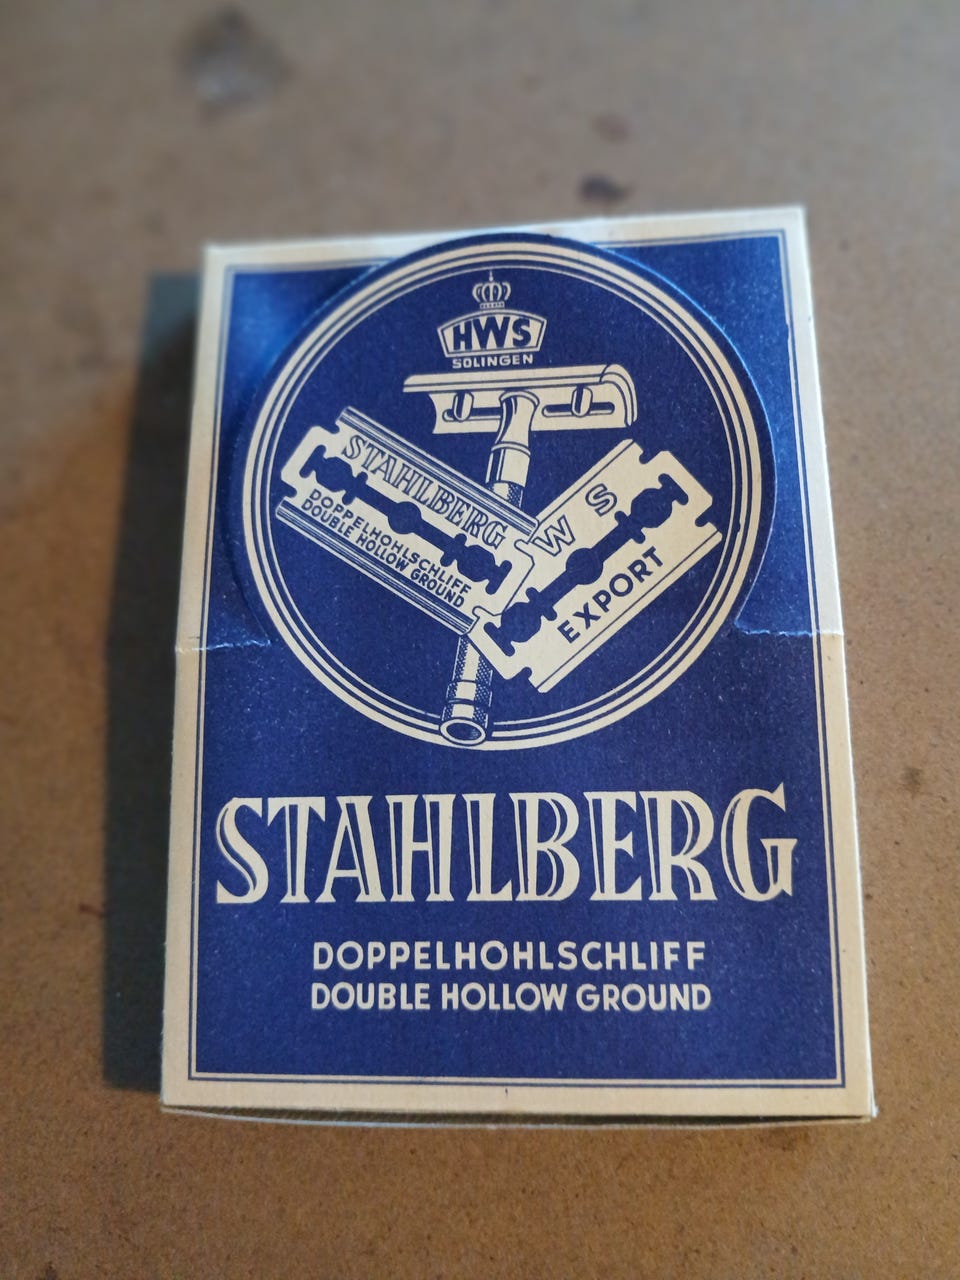 HWS
SOLINGEN
STAHLBERG
DOPPELHOHLSCHLIFF
DOUBLE HOLLOW GROUND
W S
EXPORT
STAHLBERG
DOPPELHOHLSCHLIFF
DOUBLE HOLLOW GROUND